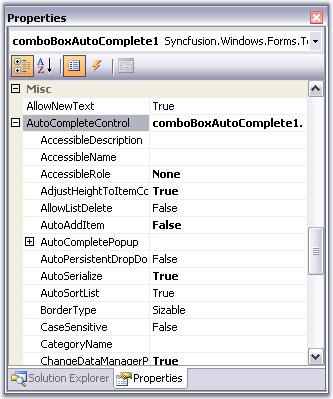 Properties
comboBoxAutoComplete1 Syncfusion.Windows.Forms.To
Misc
AllowNewText True
AutoCompleteControl comboBoxAutoComplete1.
AccessibleDescription
AccessibleName
AccessibleRole None
AdjustHeightToItemCo True
AllowListDelete False
AutoAddItem False
AutoCompletePopup
AutoPersistentDropDo False
AutoSerialize True
AutoSortList True
BorderType Sizable
CaseSensitive False
CategoryName
ChangeDataManagerP True
Solution Explorer Properties